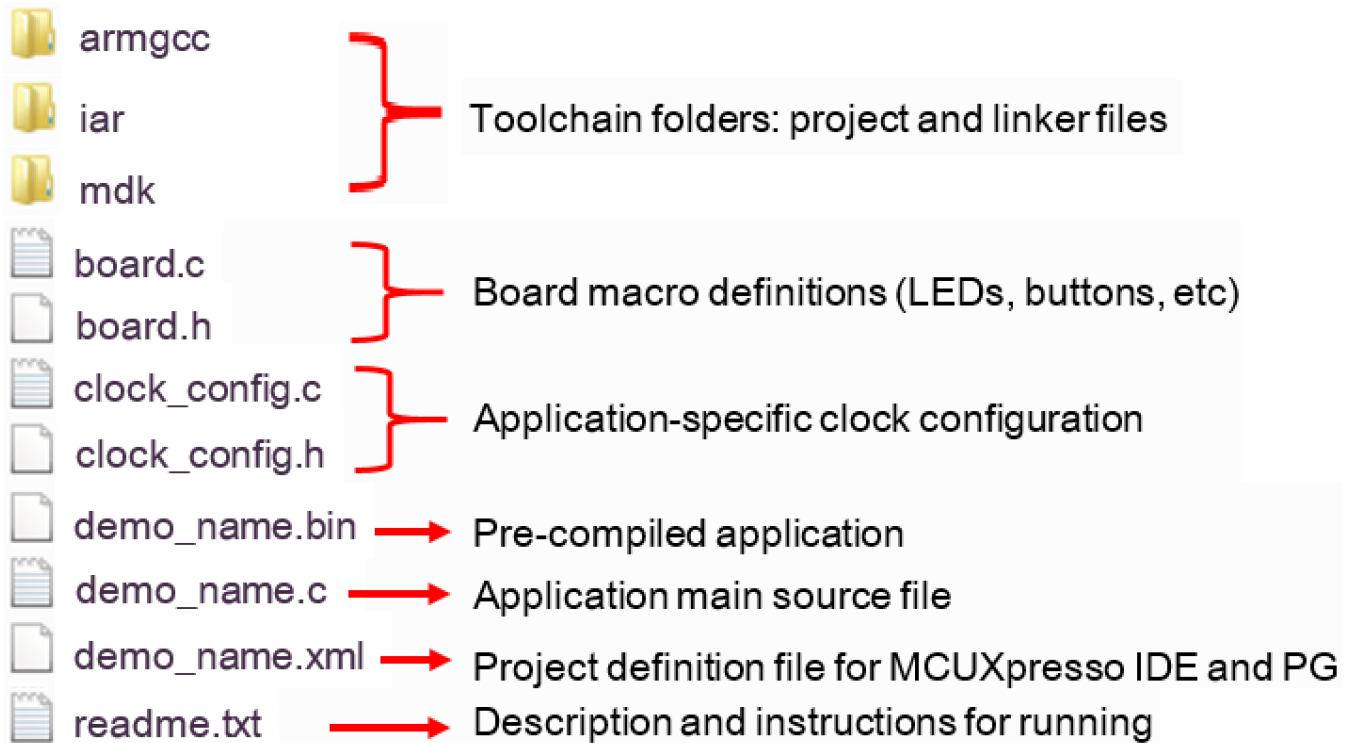 armgcc
iar
Toolchain folders: project and linker files
mdk
board.c
Board macro definitions (LEDs, buttons, etc)
board.h
clock_config.c
Application-specific clock configuration
clock_config.h
demo_name.bin
Pre-compiled application
demo_name.c
Application main source file
demo_name.xml
Project definition file for MCUXpresso IDE and PG
readme.txt
Description and instructions for running